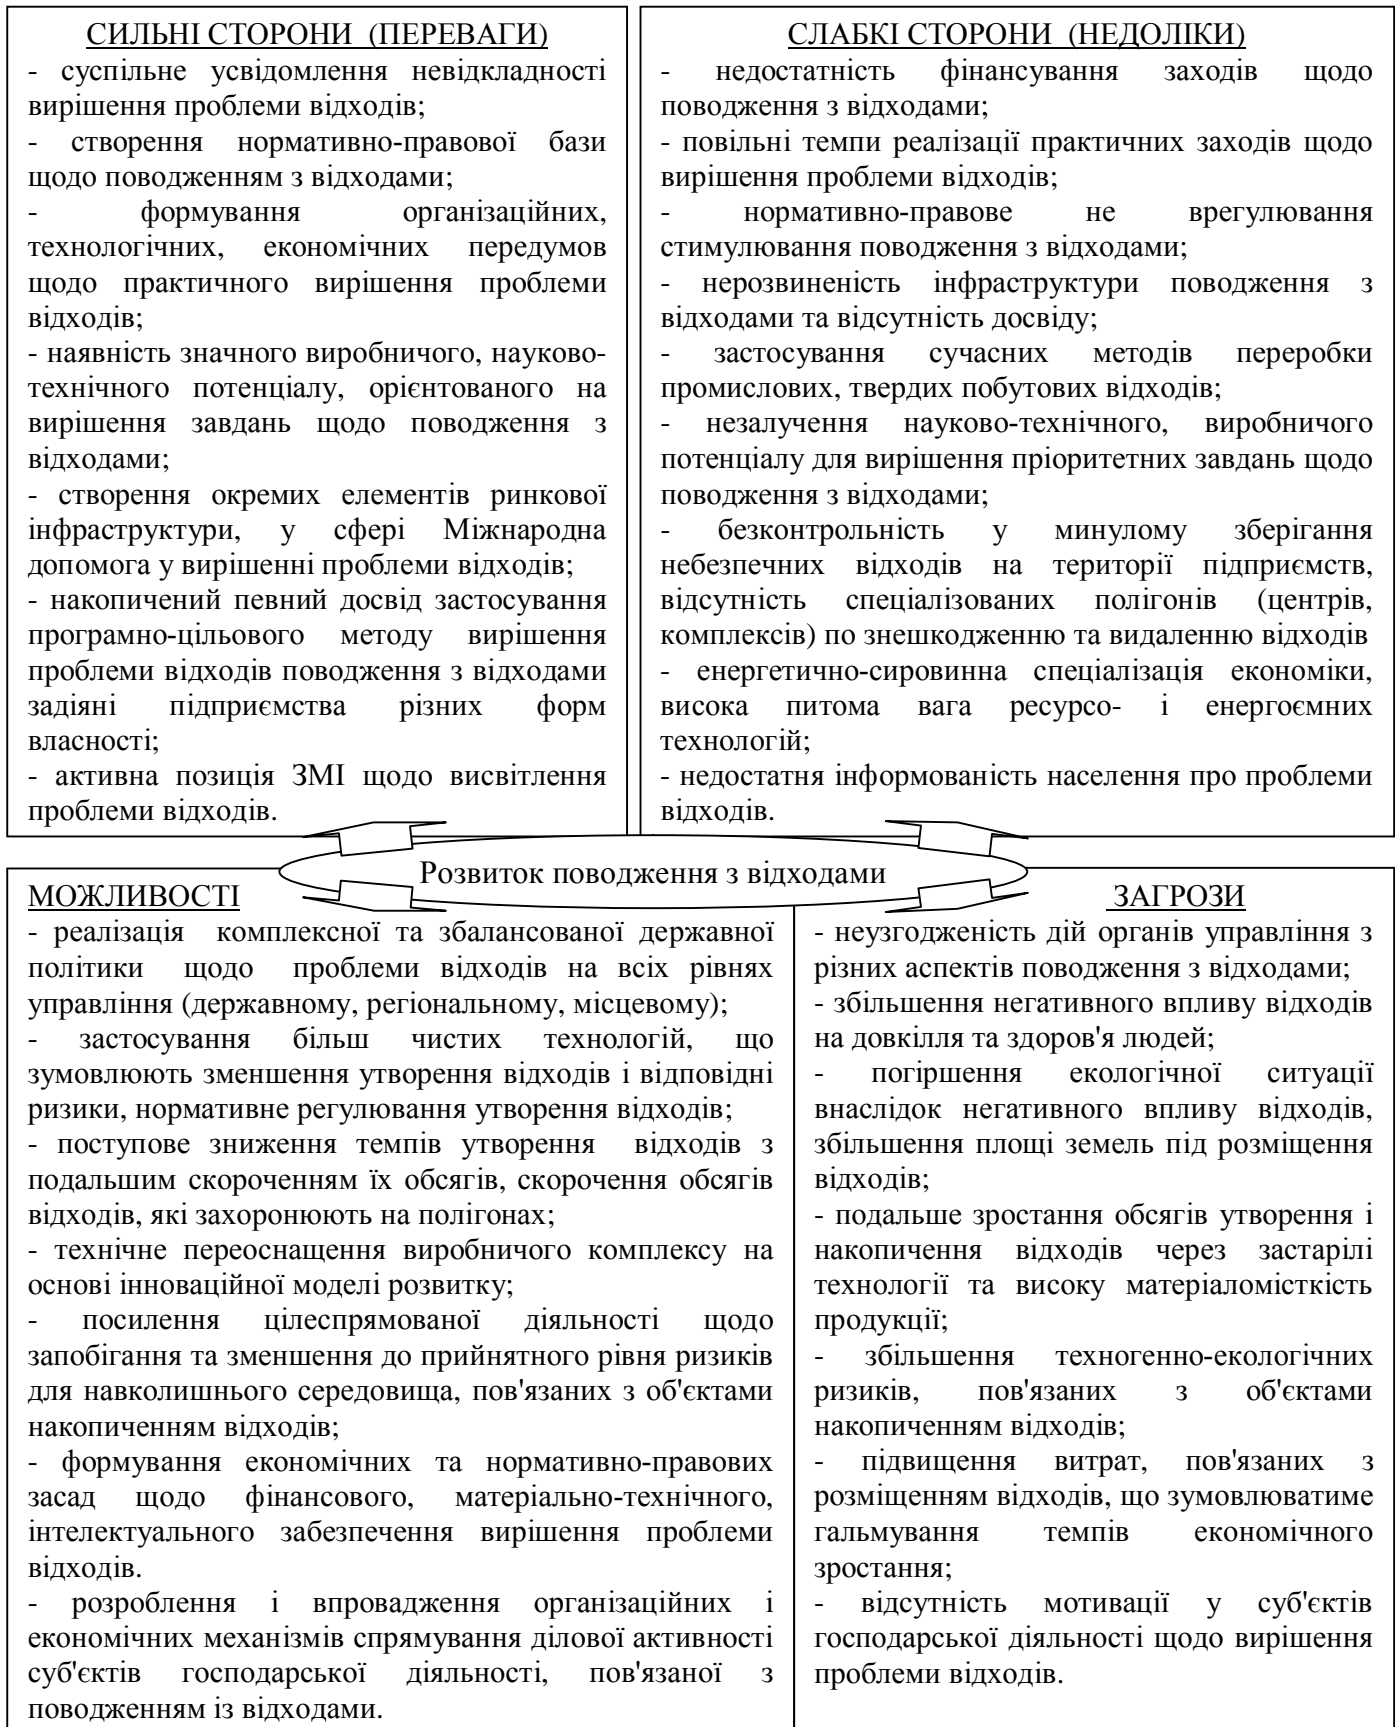 СИЛЬНІ СТОРОНИ (ПЕРЕВАГИ)
- суспільне усвідомлення невідкладності
вирішення проблеми відходів;
- створення нормативно-правової бази
щодо поводженням з відходами;
- формування організаційних,
технологічних, економічних передумов
щодо практичного вирішення проблеми
відходів;
- наявність значного виробничого, науково-
технічного потенціалу, орієнтованого на
вирішення завдань щодо поводження з
відходами;
- створення окремих елементів ринкової
інфраструктури, у сфері Міжнародна
допомога у вирішенні проблеми відходів;
- накопичений певний досвід застосування
програмно-цільового методу вирішення
проблеми відходів поводження з відходами
задіяні підприємства різних форм
власності;
- активна позиція ЗМІ щодо висвітлення
проблеми відходів.
СЛАБКІ СТОРОНИ (НЕДОЛІКИ)
- недостатність фінансування заходів щодо
поводження з відходами;
- повільні темпи реалізації практичних заходів щодо
вирішення проблеми відходів;
- нормативно-правове не врегулювання
стимулювання поводження з відходами;
- нерозвиненість інфраструктури поводження з
відходами та відсутність досвіду;
- застосування сучасних методів переробки
промислових, твердих побутових відходів;
- незалучення науково-технічного, виробничого
потенціалу для вирішення пріоритетних завдань щодо
поводження з відходами;
- безконтрольність у минулому зберігання
небезпечних відходів на території підприємств,
відсутність спеціалізованих полігонів (центрів,
комплексів) по знешкодженню та видаленню відходів
- енергетично-сировинна спеціалізація економіки,
висока питома вага ресурсо- і енергоємних
технологій;
- недостатня інформованість населення про проблеми
відходів.
Розвиток поводження з відходами
МОЖЛИВОСТІ
- реалізація комплексної та збалансованої державної
політики щодо проблеми відходів на всіх рівнях
управління (державному, регіональному, місцевому);
- застосування більш чистих технологій, що
зумовлюють зменшення утворення відходів і відповідні
ризики, нормативне регулювання утворення відходів;
- поступове зниження темпів утворення відходів з
подальшим скороченням їх обсягів, скорочення обсягів
відходів, які захоронюють на полігонах;
- технічне переоснащення виробничого комплексу на
основі інноваційної моделі розвитку;
- посилення цілеспрямованої діяльності щодо
запобігання та зменшення до прийнятного рівня ризиків
для навколишнього середовища, пов'язаних з об'єктами
накопиченням відходів;
- формування економічних та нормативно-правових
засад щодо фінансового, матеріально-технічного,
інтелектуального забезпечення вирішення проблеми
відходів.
- розроблення і впровадження організаційних і
економічних механізмів спрямування ділової активності
суб'єктів господарської діяльності, пов'язаної з
поводженням із відходами.
ЗАГРОЗИ
- неузгодженість дій органів управління з
різних аспектів поводження з відходами;
- збільшення негативного впливу відходів
на довкілля та здоров'я людей;
- погіршення екологічної ситуації
внаслідок негативного впливу відходів,
збільшення площі земель під розміщення
відходів;
- подальше зростання обсягів утворення і
накопичення відходів через застарілі
технології та високу матеріаломісткість
продукції;
- збільшення техногенно-екологічних
ризиків, пов'язаних з об'єктами
накопиченням відходів;
- підвищення витрат, пов'язаних з
розміщенням відходів, що зумовлюватиме
гальмування темпів економічного
зростання;
- відсутність мотивації у суб'єктів
господарської діяльності щодо вирішення
проблеми відходів.